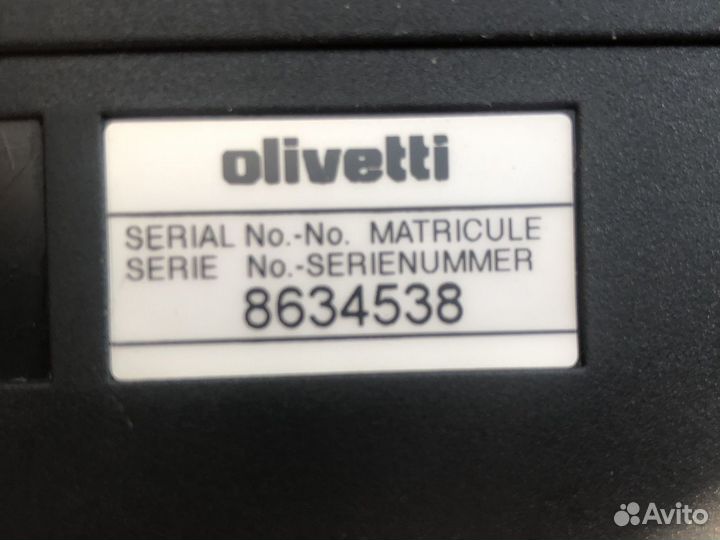 olivetti
SERIAL No.-No. MATRICULE
SERIE No.-SERIENUMMER
8634538
Avito